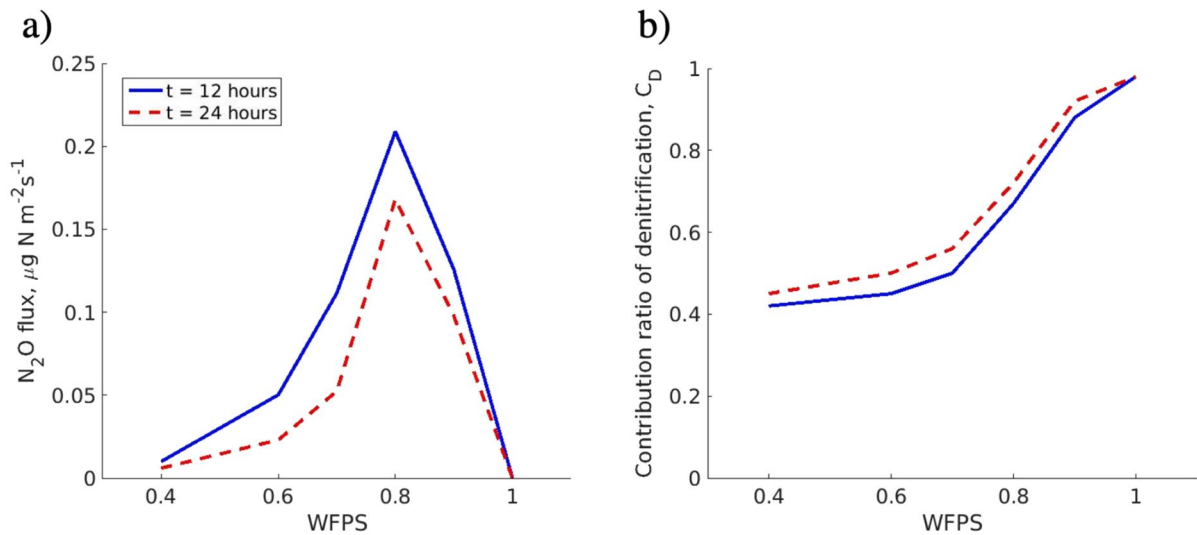 a)
N₂O flux, μg N m⁻²s⁻¹
0.25
0.2
0.15
0.1
0.05
0
t = 12 hours
t = 24 hours
0.4 0.6 0.8 1
WFPS
b)
Contribution ratio of denitrification, C_D
1
0.8
0.6
0.4
0.2
0
0.4 0.6 0.8 1
WFPS